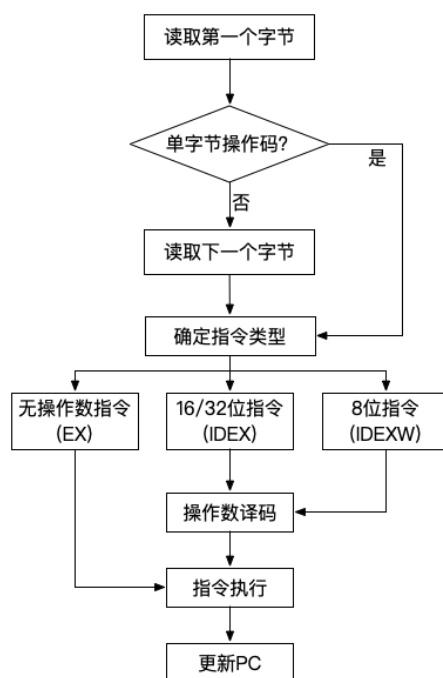 读取第一个字节
单字节操作码?
是
否
读取下一个字节
确定指令类型
无操作数指令
(EX)
16/32位指令
(IDEX)
8位指令
(IDEXW)
操作数译码
指令执行
更新PC